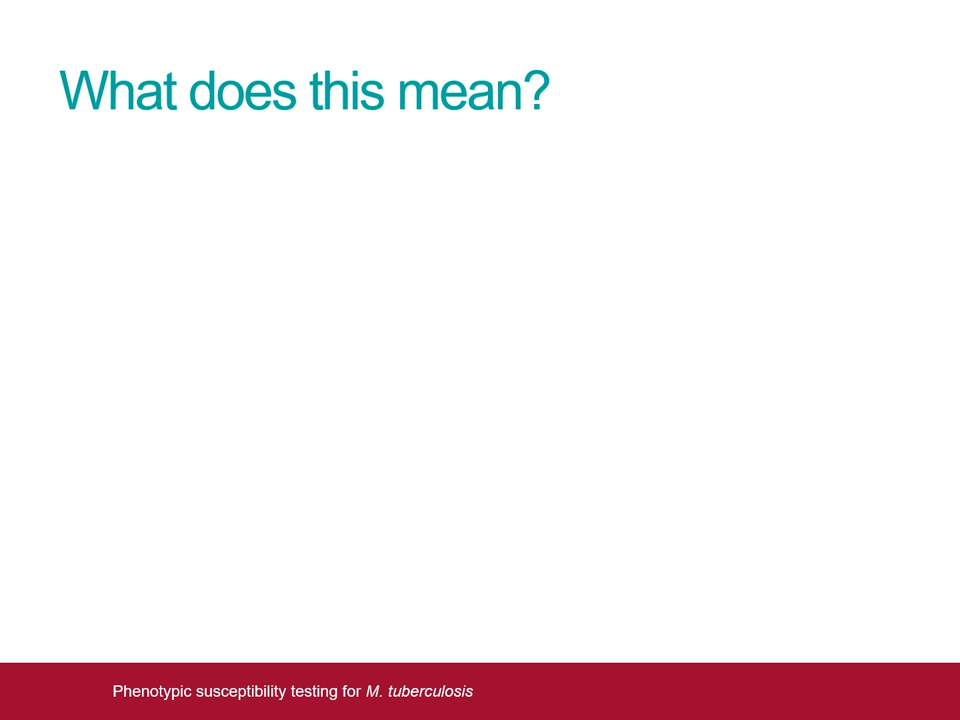 What does this mean?
Phenotypic susceptibility testing for M. tuberculosis